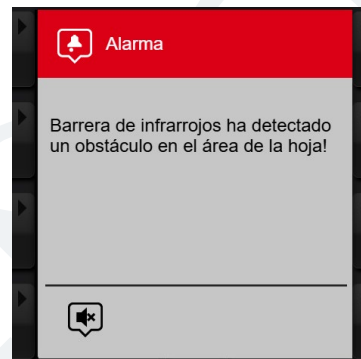 Alarma
Barrera de infrarrojos ha detectado
un obstáculo en el área de la hoja!